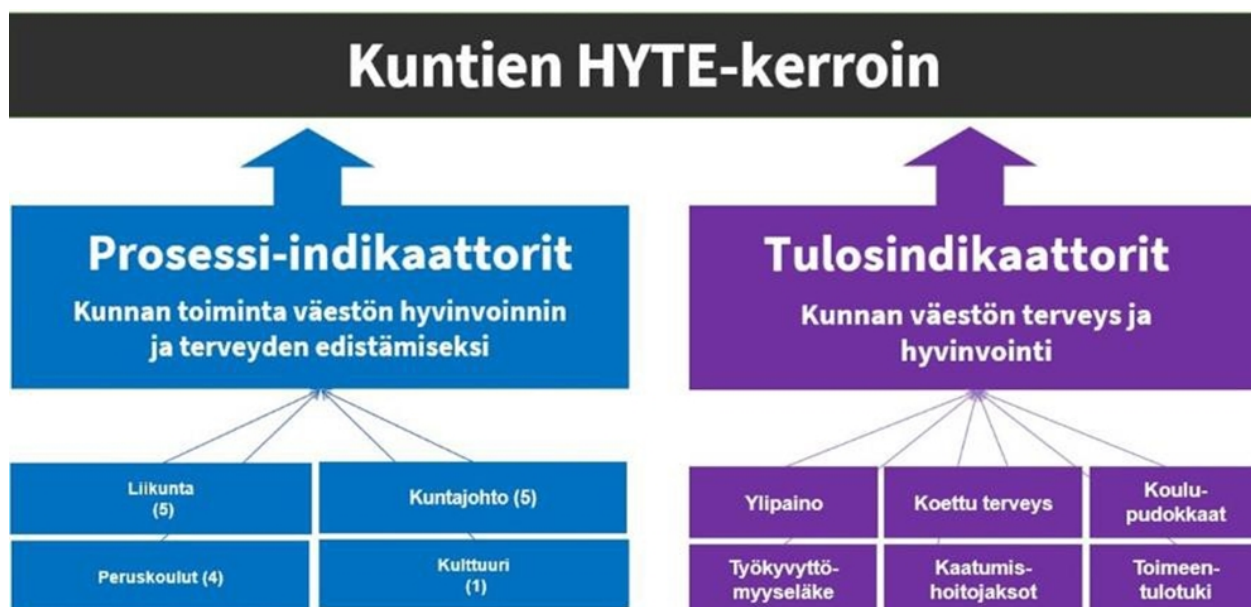 Kuntien HYTE-kerroin
Prosessi-indikaattorit
Kunnan toiminta väestön hyvinvoinnin
ja terveyden edistämiseksi
Liikunta
(5)
Kuntajohto (5)
Peruskoulut (4)
Kulttuuri
(1)
Tulosindikaattorit
Kunnan väestön terveys ja
hyvinvointi
Ylipaino
Koettu terveys
Koulu-
pudokkaat
Työkyvyttö-
myyseläke
Kaatumis-
hoitojaksot
Toimeen-
tulotuki